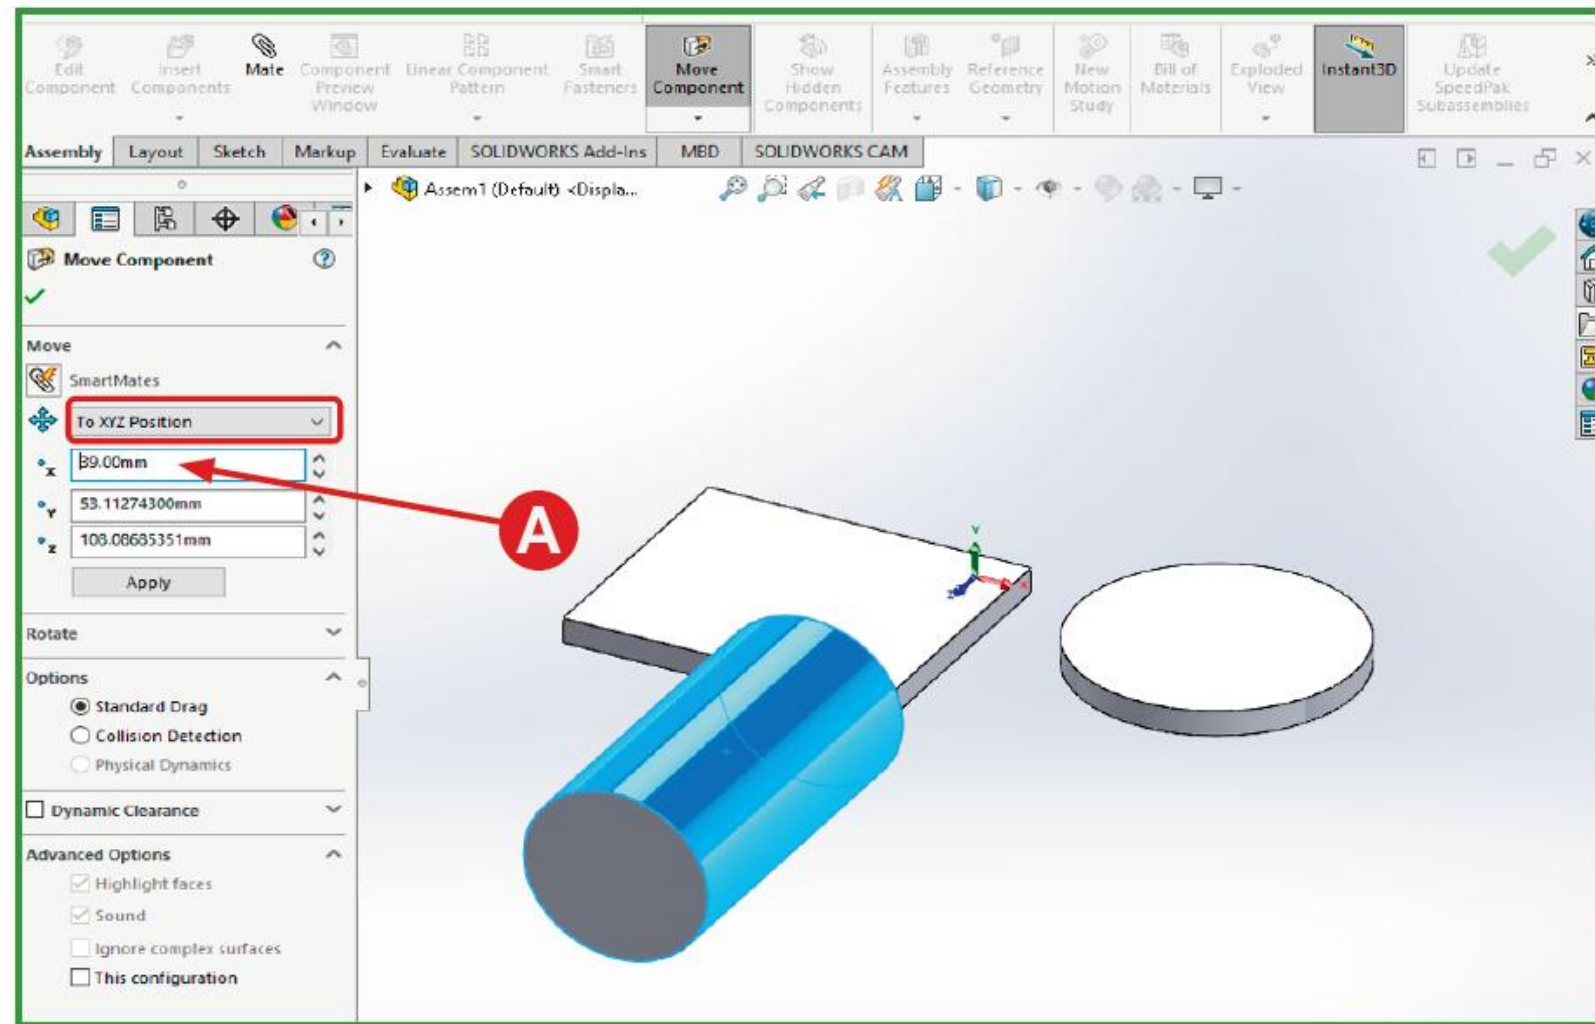 Edit Component
Insert Components
Mate
Component Preview Window
Linear Component Pattern
Smart Fasteners
Move Component
Show Hidden Components
Assembly Features
Reference Geometry
New Motion Study
Bill of Materials
Exploded View
Instant3D
Update SpeedPak Subassemblies
Assembly Layout Sketch Markup Evaluate SOLIDWORKS Add-Ins MBD SOLIDWORKS CAM
Assem1 (Default) <Displa...
Move Component
Move
SmartMates
To XYZ Position
X 39.00mm
Y 53.11274300mm
Z 108.08685351mm
Apply
A
Y
X
Z
Rotate
Options
Standard Drag
Collision Detection
Physical Dynamics
Dynamic Clearance
Advanced Options
Highlight faces
Sound
Ignore complex surfaces
This configuration